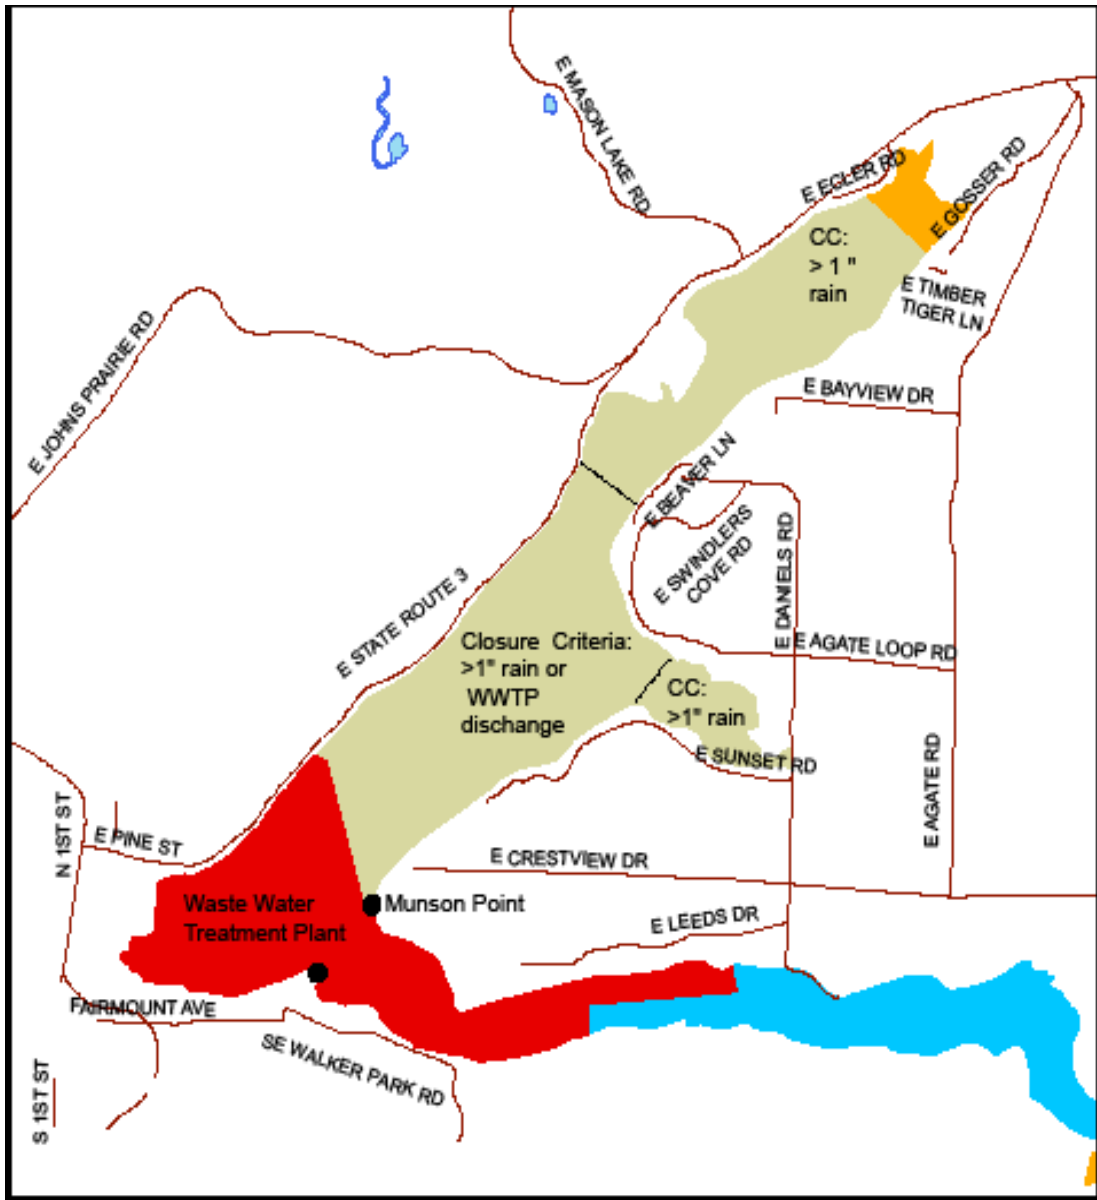 E MASON LAKE RD
E EGLER RD
E GOSSER RD
CC:
> 1 "
rain
E TIMBER
TIGER LN
E JOHNS PRAIRIE RD
E BAYVIEW DR
E BEAVER LN
E SWINDLERS
COVE RD
E DANIELS RD
E STATE ROUTE 3
Closure Criteria:
>1" rain or
WWTP
dischange
E AGATE LOOP RD
CC:
>1" rain
E SUNSET RD
E AGATE RD
N 1ST ST
E PINE ST
E CRESTVIEW DR
Waste Water
Treatment Plant
Munson Point
E LEEDS DR
FAIRMOUNT AVE
SE WALKER PARK RD
S 1ST ST